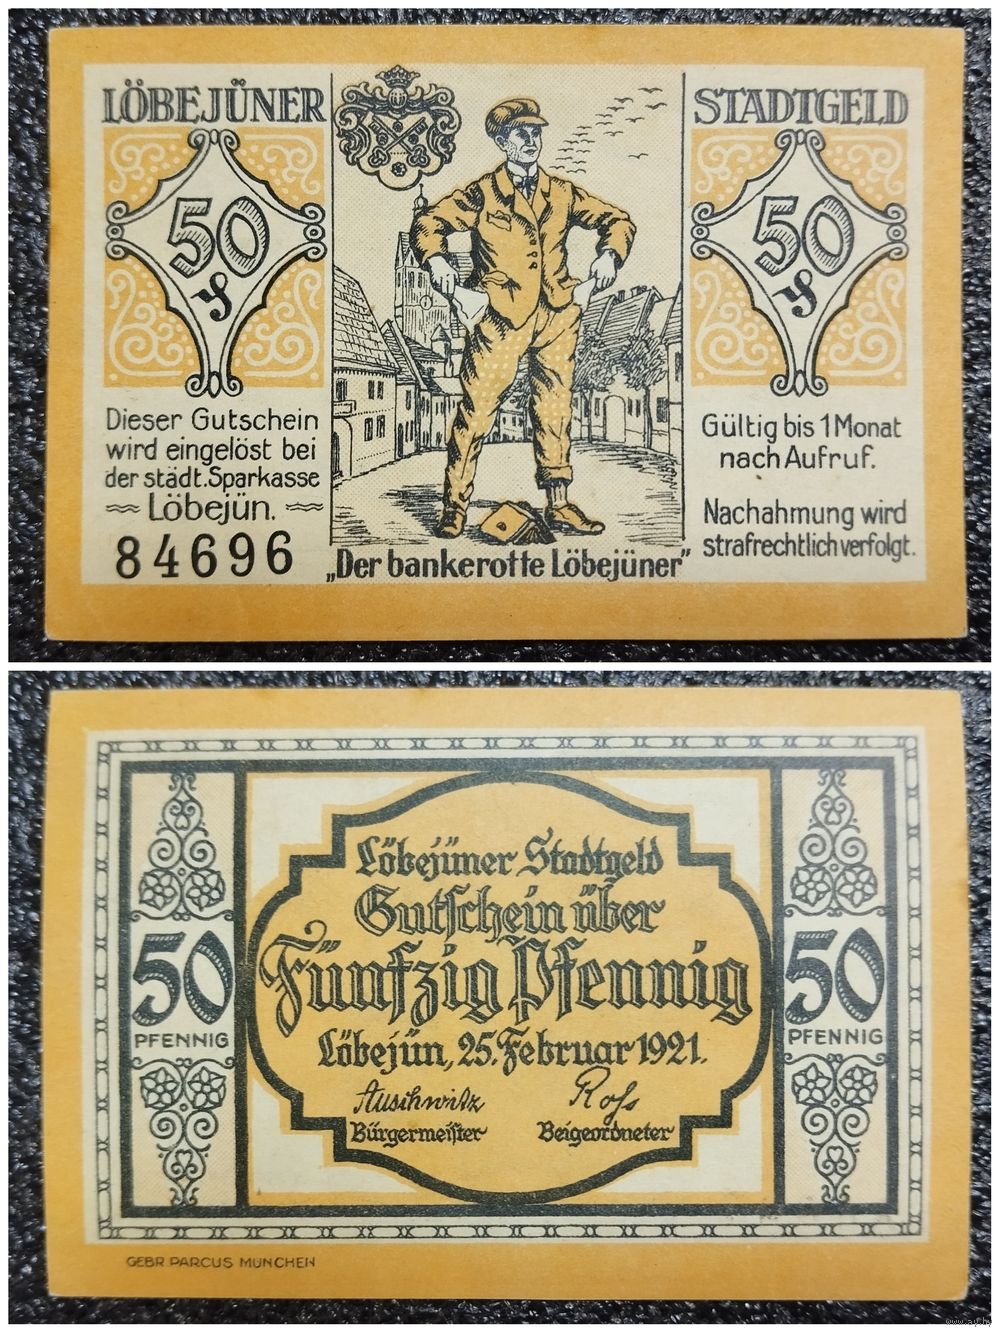 LÖBEJÜNER
STADTGELD
50
50
Dieser Gutschein
wird eingelöst bei
der städt. Sparkasse
Löbejün.
84696
„Der bankerotte Löbejüner"
Gültig bis 1 Monat
nach Aufruf.
Nachahmung wird
strafrechtlich verfolgt.
Löbejüner Stadtgeld
Gutschein über
Fünfzig Pfennig
Löbejün, 25. Februar 1921.
50
PFENNIG
50
PFENNIG
Auschwitz
Bürgermeister
Beigeordneter
GEBR. PARCUS MÜNCHEN